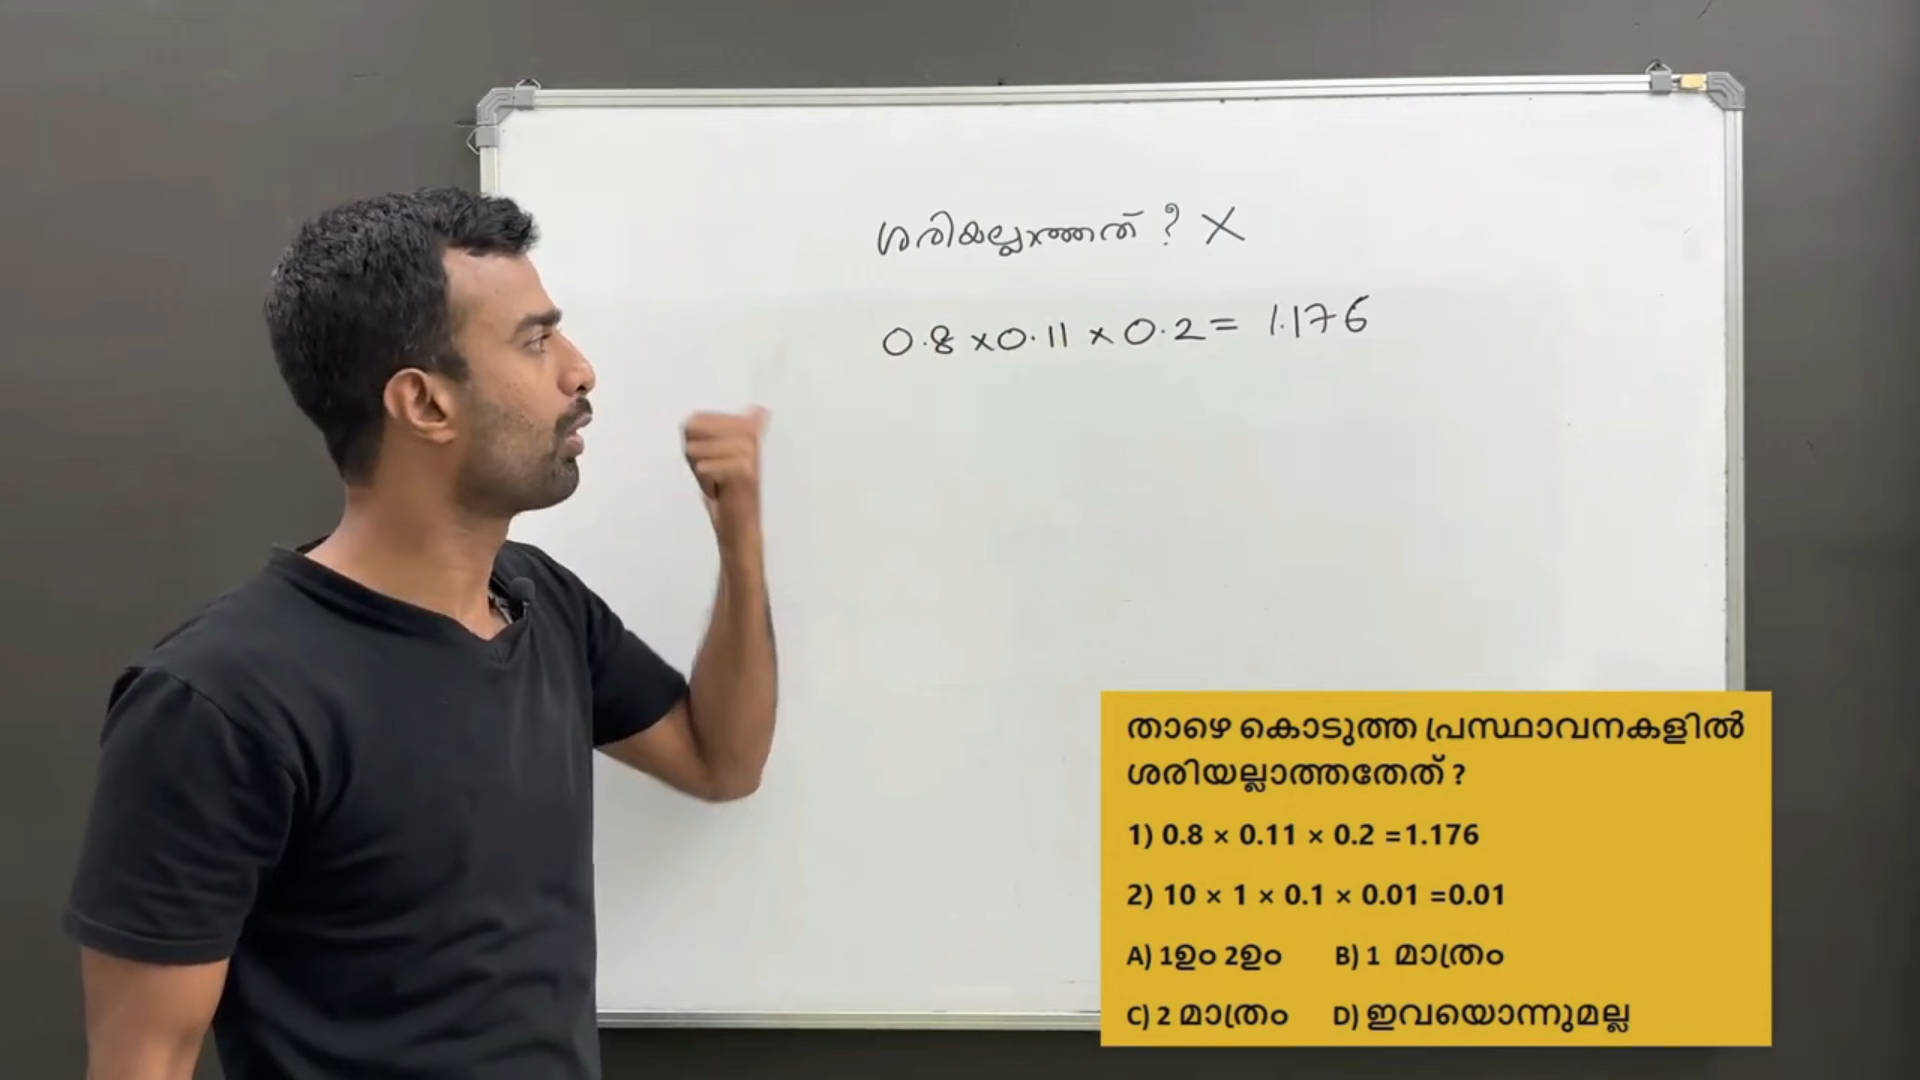 ശരിയല്ലാത്തത് ? X
0.8 x 0.11 x 0.2 = 1.176
താഴെ കൊടുത്ത പ്രസ്ഥാവനകളിൽ
ശരിയല്ലാത്തതേത് ?
1) 0.8 × 0.11 × 0.2 =1.176
2) 10 × 1 × 0.1 × 0.01 =0.01
A) 1ഉം 2ഉം B) 1 മാത്രം
C) 2 മാത്രം D) ഇവയൊന്നുമല്ല